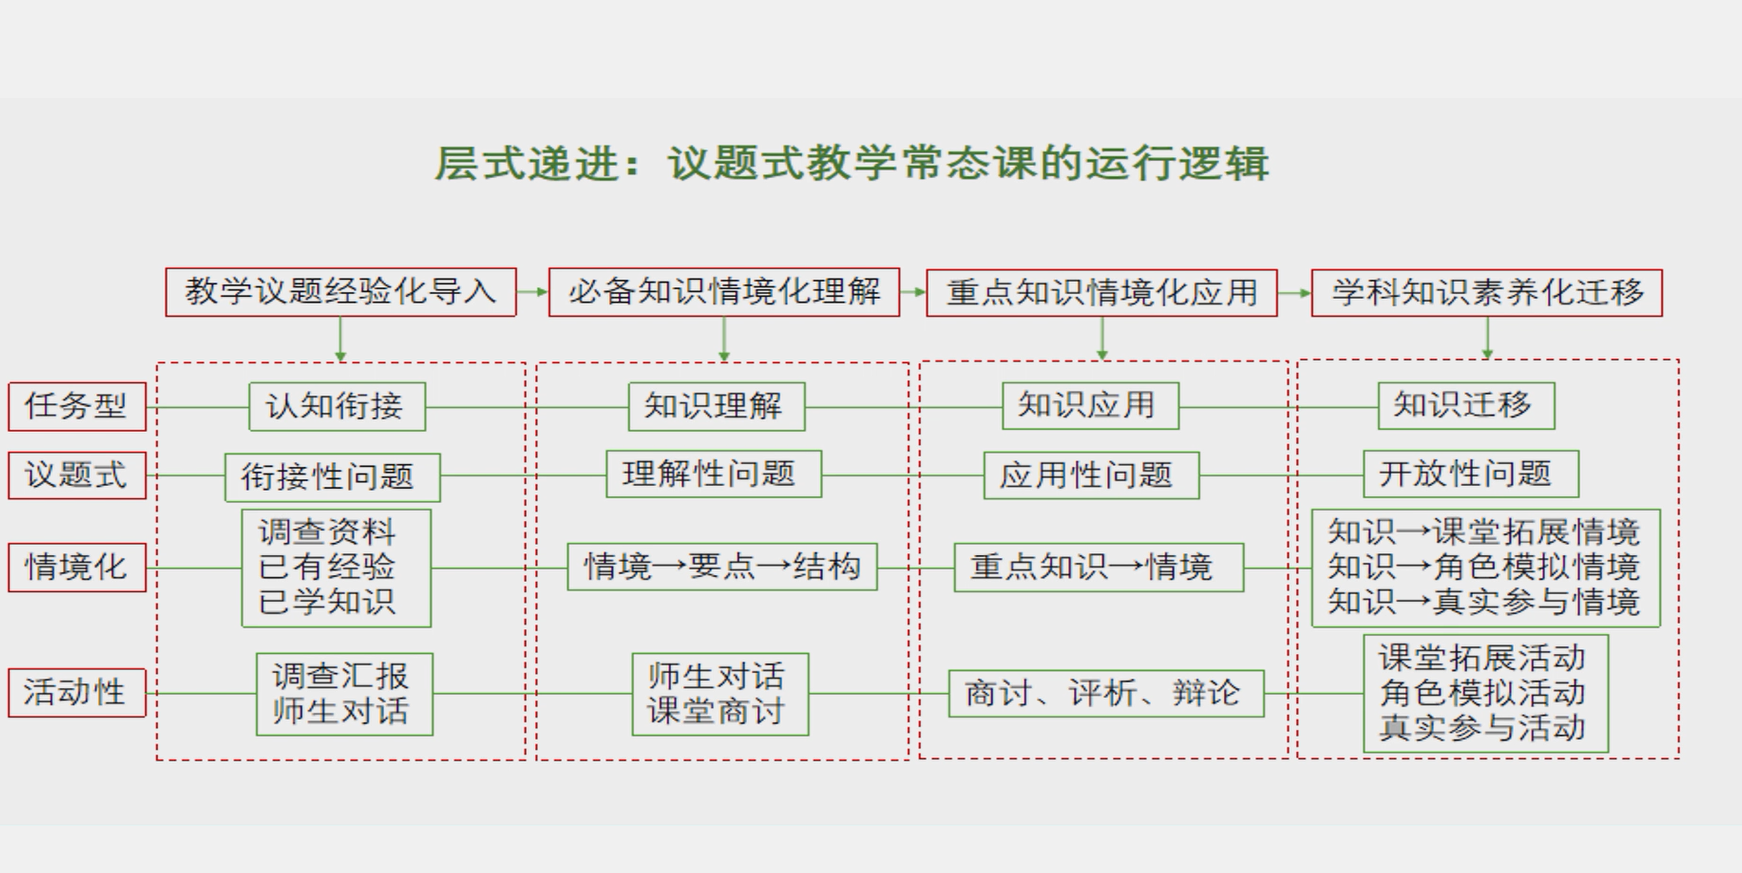 层式递进：议题式教学常态课的运行逻辑
教学议题经验化导入
必备知识情境化理解
重点知识情境化应用
学科知识素养化迁移
任务型
认知衔接
知识理解
知识应用
知识迁移
议题式
衔接性问题
理解性问题
应用性问题
开放性问题
情境化
调查资料
已有经验
已学知识
情境→要点→结构
重点知识→情境
知识→课堂拓展情境
知识→角色模拟情境
知识→真实参与情境
活动性
调查汇报
师生对话
师生对话
课堂商讨
商讨、评析、辩论
课堂拓展活动
角色模拟活动
真实参与活动